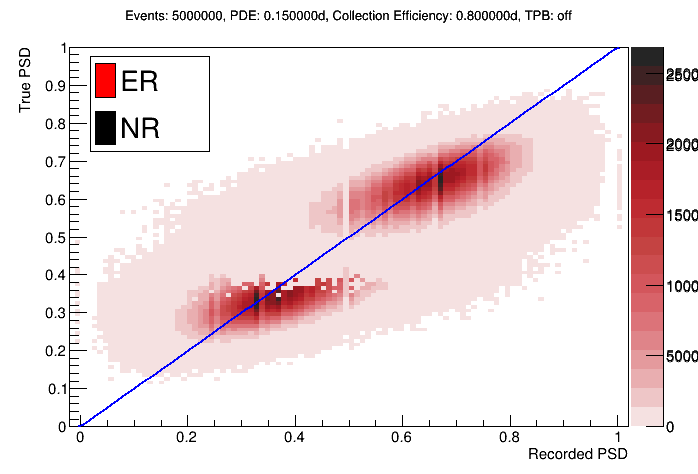 Events: 5000000, PDE: 0.150000d, Collection Efficiency: 0.800000d, TPB: off
True PSD
1
0.9
0.8
0.7
0.6
0.5
0.4
0.3
0.2
0.1
0
ER
NR
0 0.2 0.4 0.6 0.8 1
Recorded PSD
2000
1500
1000
5000
0